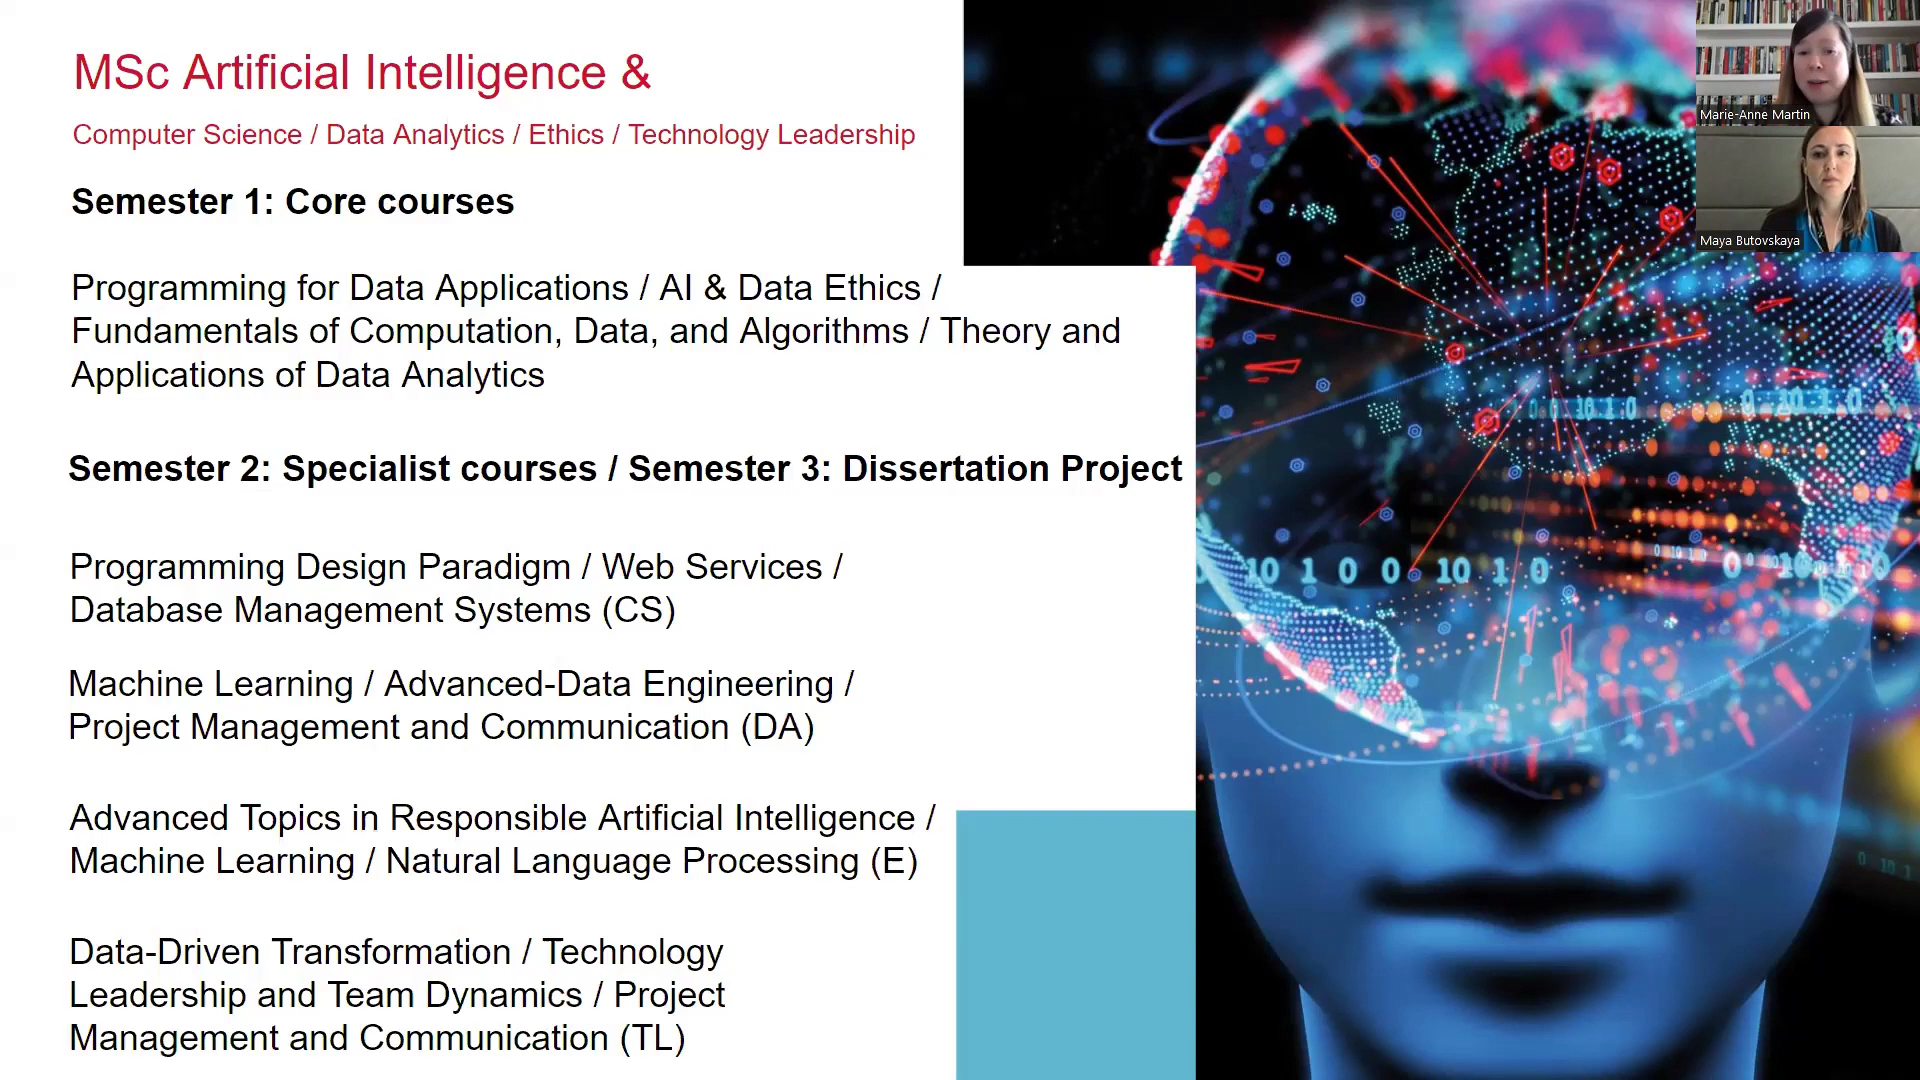 MSc Artificial Intelligence &
Computer Science / Data Analytics / Ethics / Technology Leadership
Semester 1: Core courses
Programming for Data Applications / AI & Data Ethics /
Fundamentals of Computation, Data, and Algorithms / Theory and
Applications of Data Analytics
Semester 2: Specialist courses / Semester 3: Dissertation Project
Programming Design Paradigm / Web Services /
Database Management Systems (CS)
Machine Learning / Advanced-Data Engineering /
Project Management and Communication (DA)
Advanced Topics in Responsible Artificial Intelligence /
Machine Learning / Natural Language Processing (E)
Data-Driven Transformation / Technology
Leadership and Team Dynamics / Project
Management and Communication (TL)
Marie-Anne Martin
Maya Butovskaya
0 0 10 1 0
10 1 0 0 10 1 0